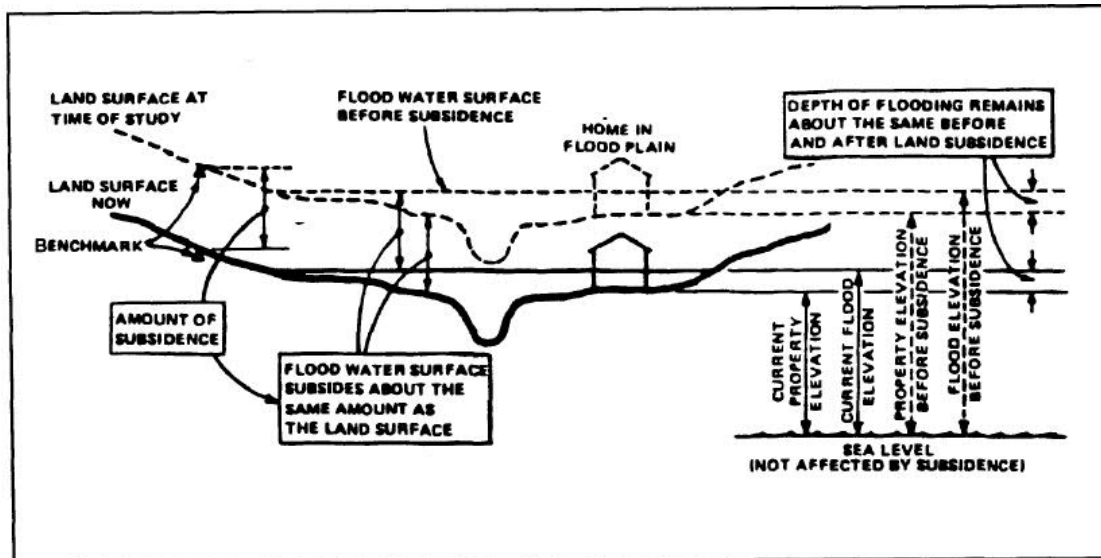 LAND SURFACE AT
TIME OF STUDY
FLOOD WATER SURFACE
BEFORE SUBSIDENCE
HOME IN
FLOOD PLAIN
DEPTH OF FLOODING REMAINS
ABOUT THE SAME BEFORE
AND AFTER LAND SUBSIDENCE
LAND SURFACE
NOW
BENCHMARK
AMOUNT OF
SUBSIDENCE
FLOOD WATER SURFACE
SUBSIDES ABOUT THE
SAME AMOUNT AS
THE LAND SURFACE
CURRENT
PROPERTY
ELEVATION
CURRENT FLOOD
ELEVATION
PROPERTY ELEVATION
BEFORE SUBSIDENCE
FLOOD ELEVATION
BEFORE SUBSIDENCE
SEA LEVEL
(NOT AFFECTED BY SUBSIDENCE)